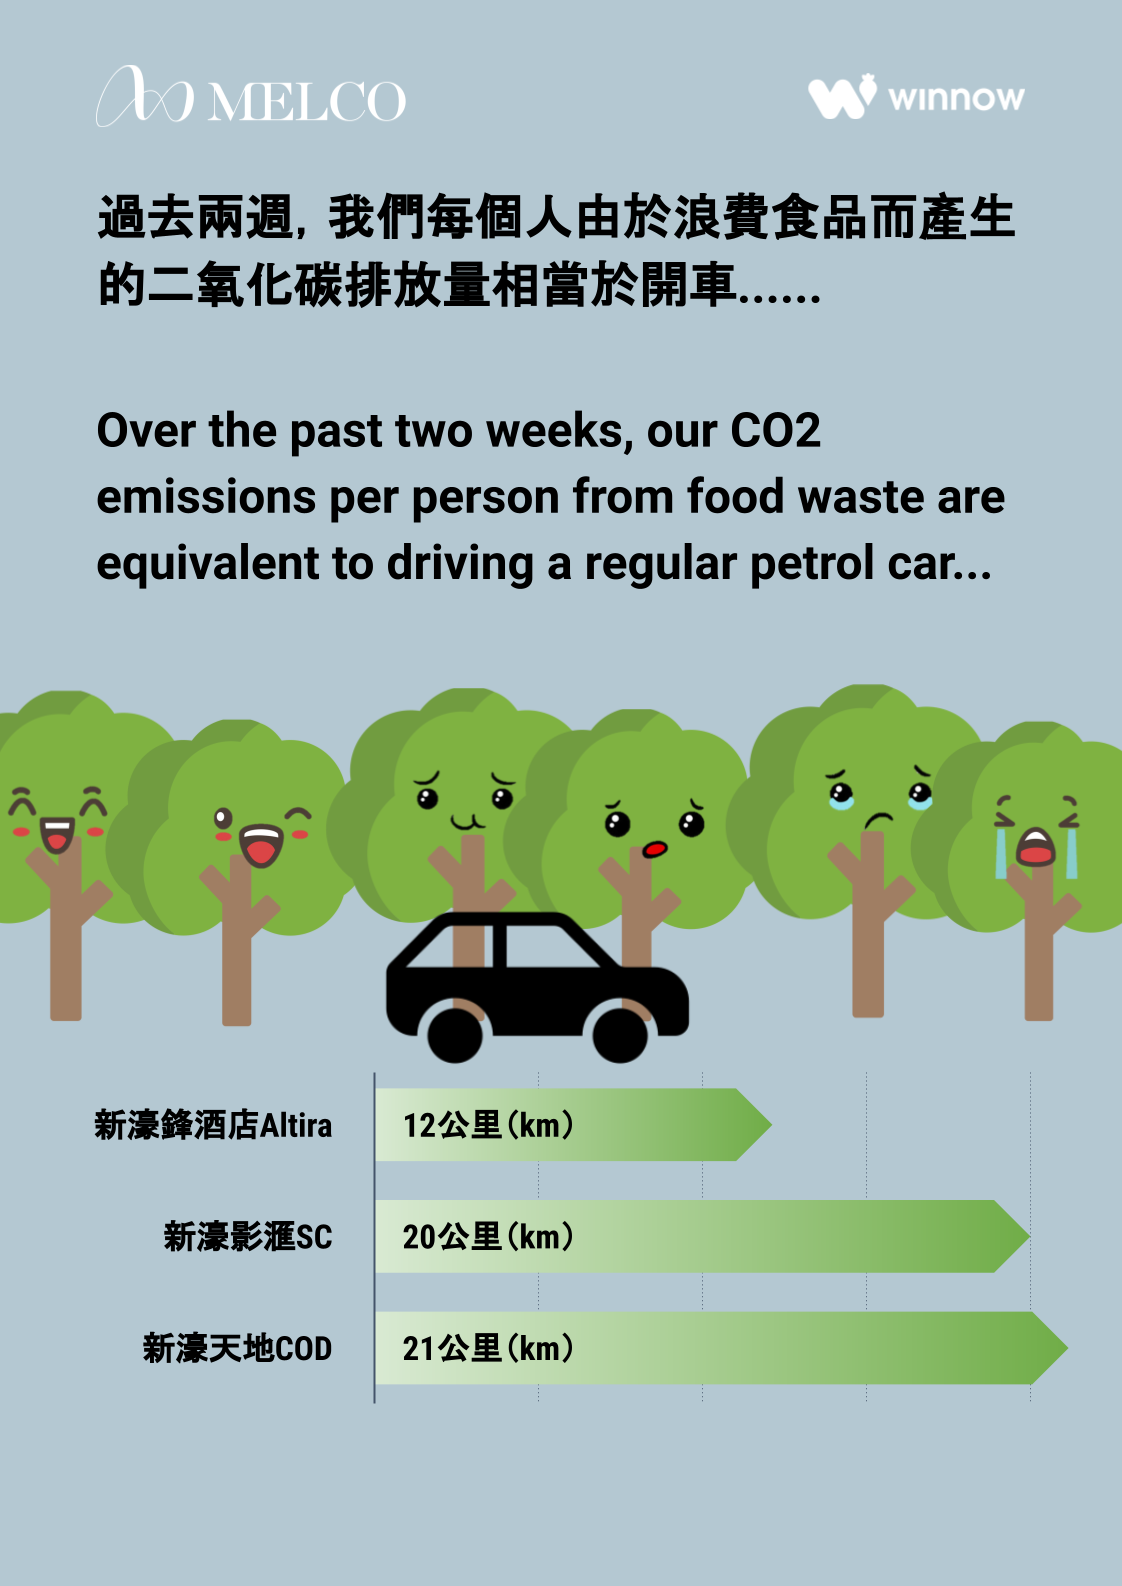 MELCO
winnow
過去兩週，我們每個人由於浪費食品而產生
的二氧化碳排放量相當於開車......
Over the past two weeks, our CO2
emissions per person from food waste are
equivalent to driving a regular petrol car...
新濠鋒酒店Altira
12公里（km）
新濠影滙SC
20公里（km）
新濠天地COD
21公里（km）